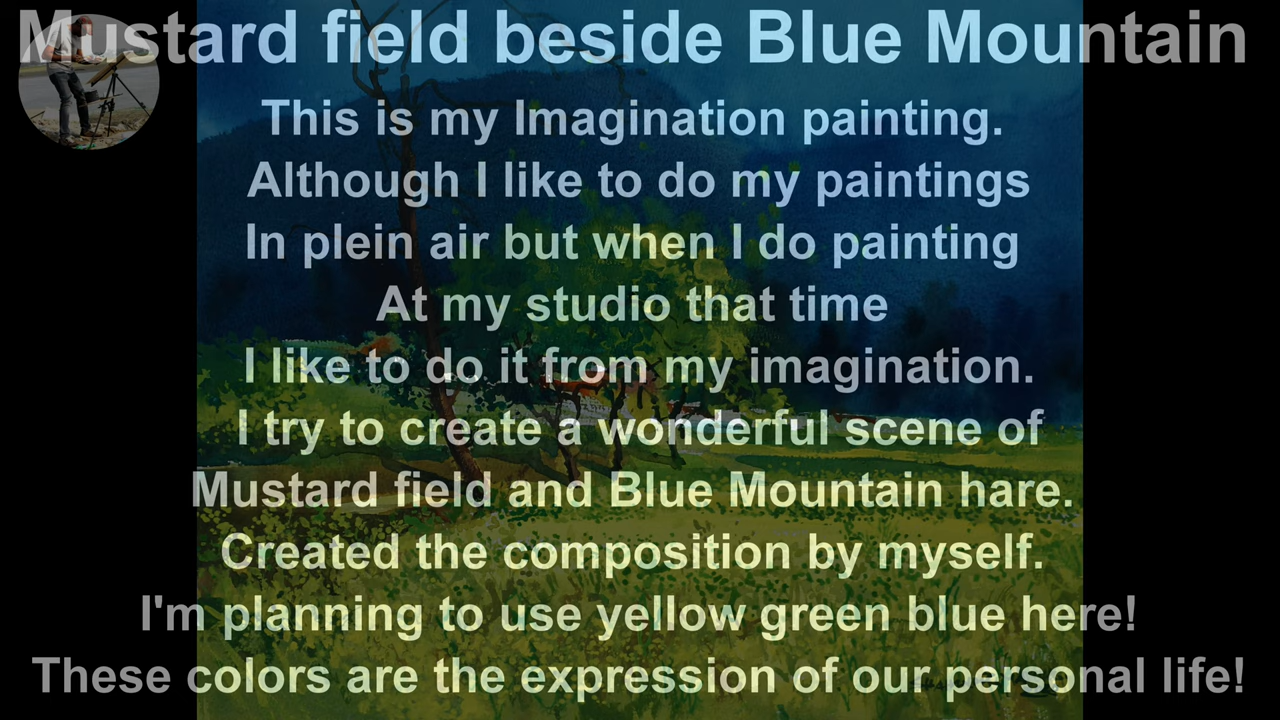 Mustard field beside Blue Mountain
This is my Imagination painting.
Although I like to do my paintings
In plein air but when I do painting
At my studio that time
I like to do it from my imagination.
I try to create a wonderful scene of
Mustard field and Blue Mountain hare.
Created the composition by myself.
I'm planning to use yellow green blue here!
These colors are the expression of our personal life!